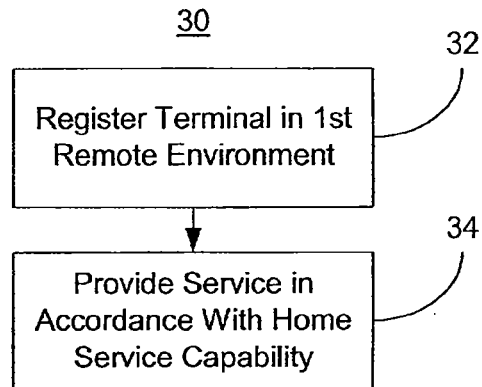 30
32
Register Terminal in 1st
Remote Environment
34
Provide Service in
Accordance With Home
Service Capability